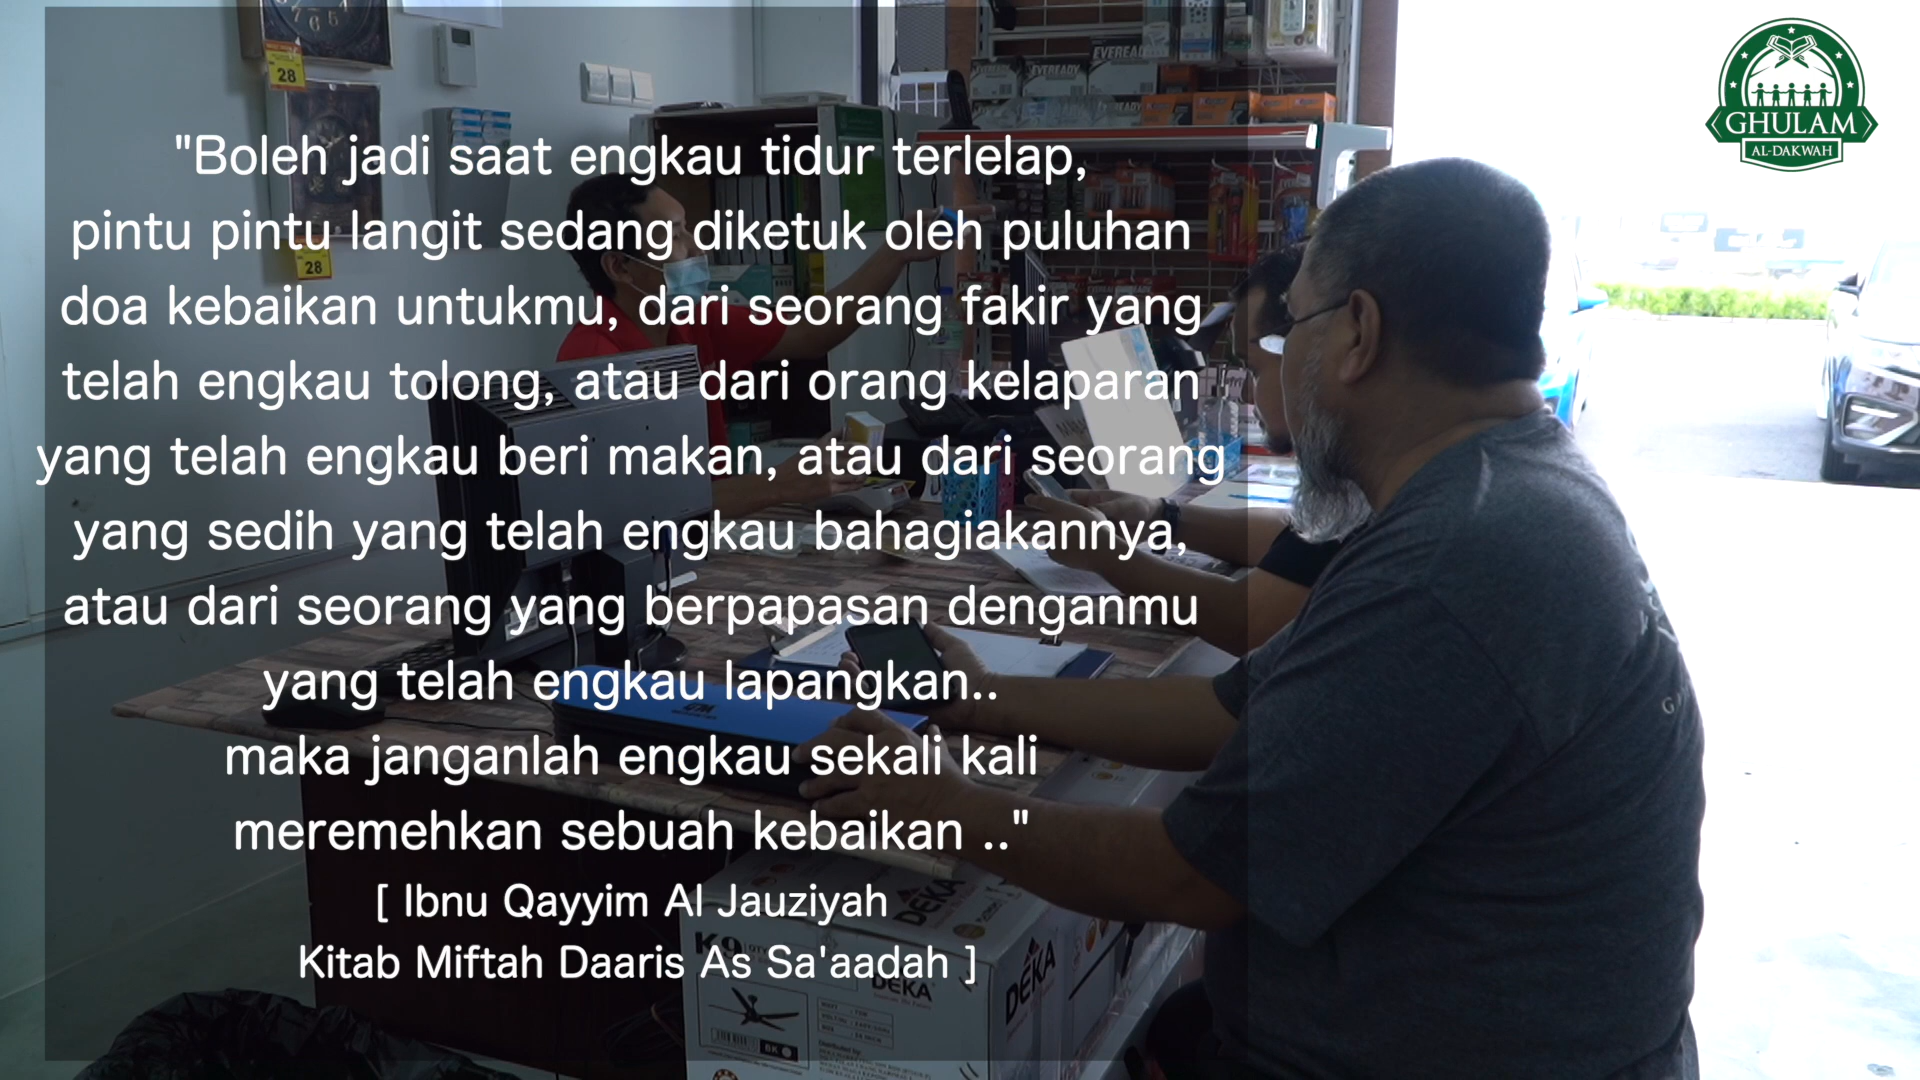 "Boleh jadi saat engkau tidur terlelap,
pintu pintu langit sedang diketuk oleh puluhan
doa kebaikan untukmu, dari seorang fakir yang
telah engkau tolong, atau dari orang kelaparan
yang telah engkau beri makan, atau dari seorang
yang sedih yang telah engkau bahagiakannya,
atau dari seorang yang berpapasan denganmu
yang telah engkau lapangkan..
maka janganlah engkau sekali kali
meremehkan sebuah kebaikan .."
[ Ibnu Qayyim Al Jauziyah
Kitab Miftah Daaris As Sa'aadah ]
GHULAM
AL-DAKWAH
28
28
EVEREADY
EVEREADY
DEKA
K9
DEKA
DEKA
BK